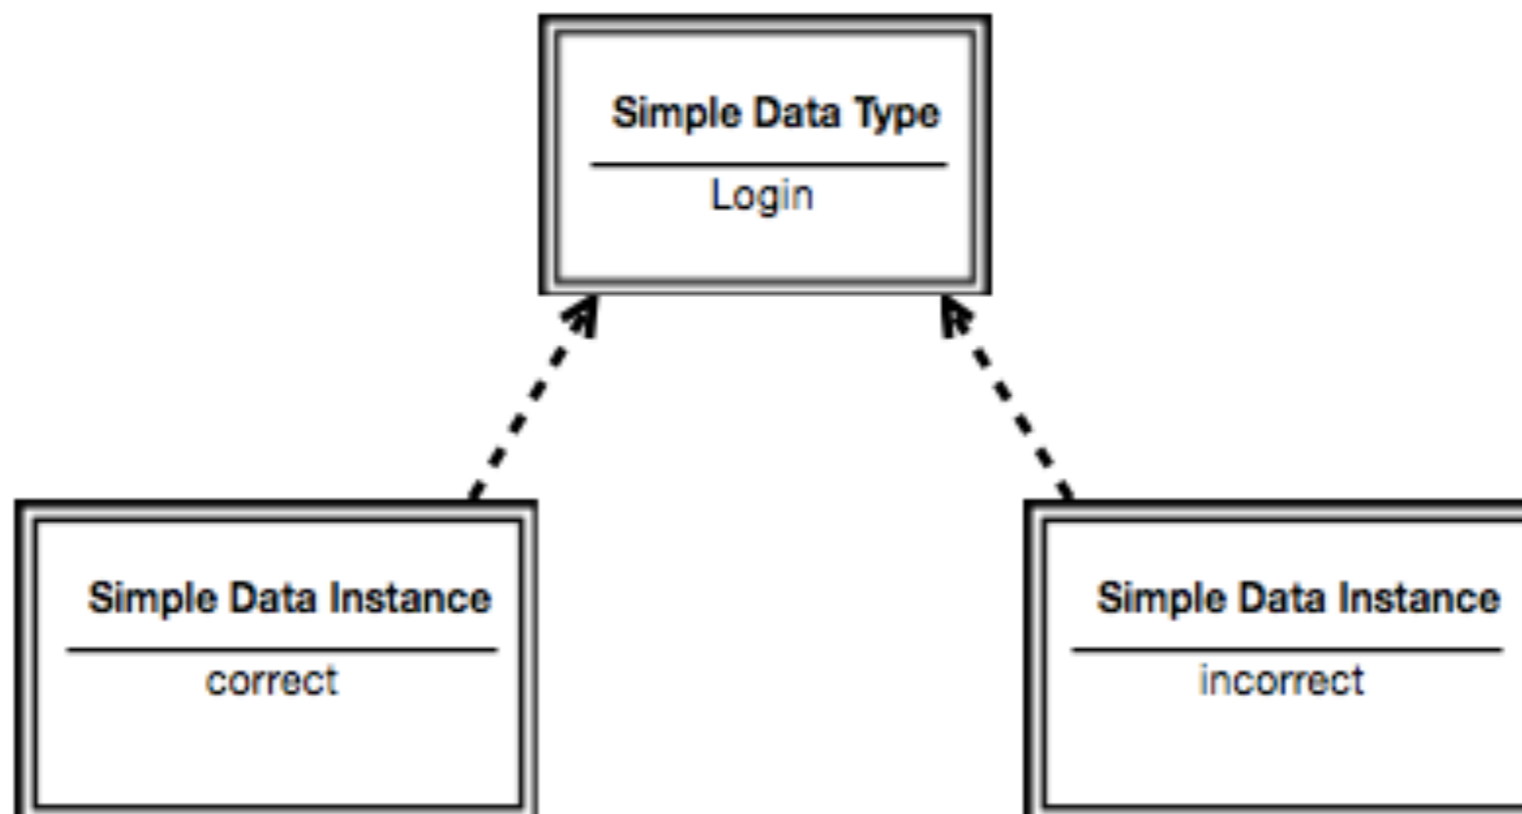 Simple Data Type
Login
Simple Data Instance
correct
Simple Data Instance
incorrect